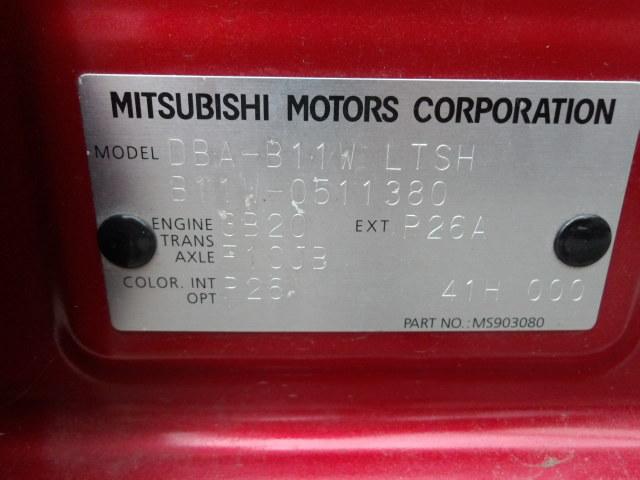 MITSUBISHI MOTORS CORPORATION
MODEL DBA-B11W LTSH
B11W-0511380
ENGINE 3B20 EXT P26A
TRANS
AXLE F1CJB
COLOR. INT P26 41H 000
OPT
PART NO.: MS903080